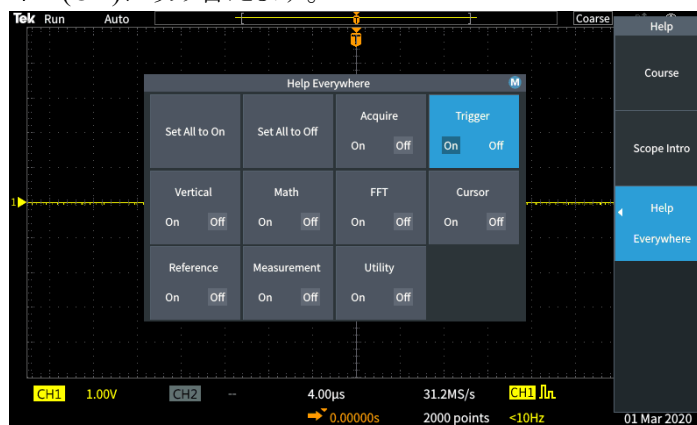 Tek Run Auto Coarse Help
Help Everywhere M
Course
Set All to On Set All to Off Acquire On Off Trigger On Off
Scope Intro
Vertical On Off Math On Off FFT On Off Cursor On Off
Help
Everywhere
Reference On Off Measurement On Off Utility On Off
1
CH1 1.00V CH2 -- 4.00μs 31.2MS/s CH1
0.00000s 2000 points <10Hz 01 Mar 2020